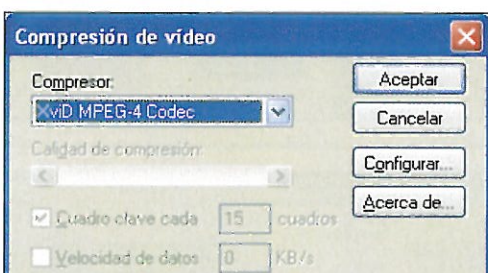 Compresión de vídeo
Compresor:
XviD MPEG-4 Codec
Calidad de compresión:
Cuadro clave cada 15 cuadros
Velocidad de datos 0 KB/s
Aceptar
Cancelar
Configurar...
Acerca de...